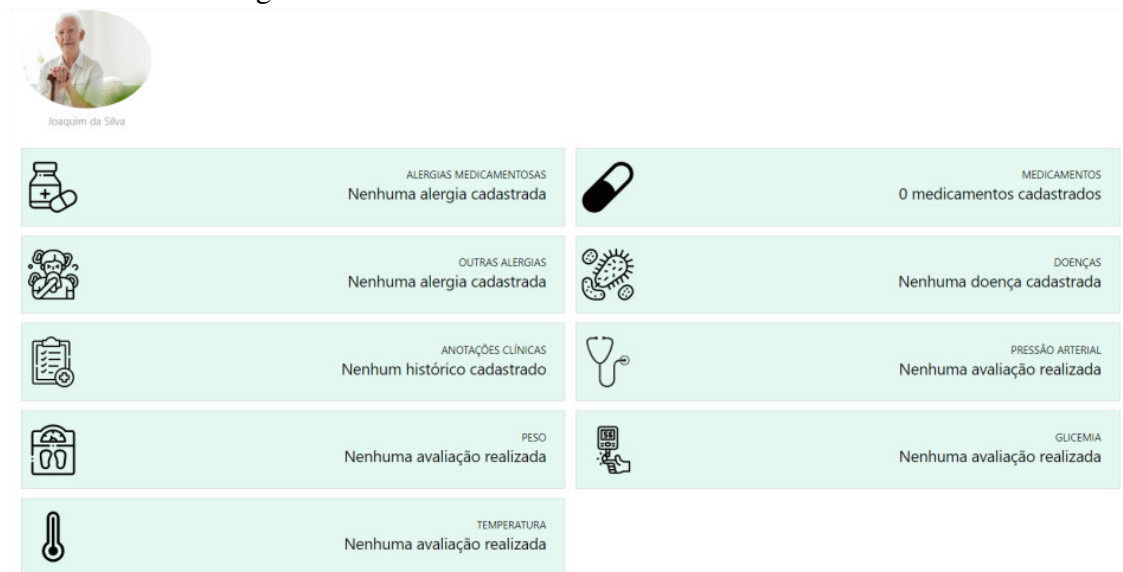 Joaquim da Silva
ALERGIAS MEDICAMENTOSAS
Nenhuma alergia cadastrada
MEDICAMENTOS
0 medicamentos cadastrados
OUTRAS ALERGIAS
Nenhuma alergia cadastrada
DOENÇAS
Nenhuma doença cadastrada
ANOTAÇÕES CLÍNICAS
Nenhum histórico cadastrado
PRESSÃO ARTERIAL
Nenhuma avaliação realizada
PESO
Nenhuma avaliação realizada
GLICEMIA
Nenhuma avaliação realizada
TEMPERATURA
Nenhuma avaliação realizada